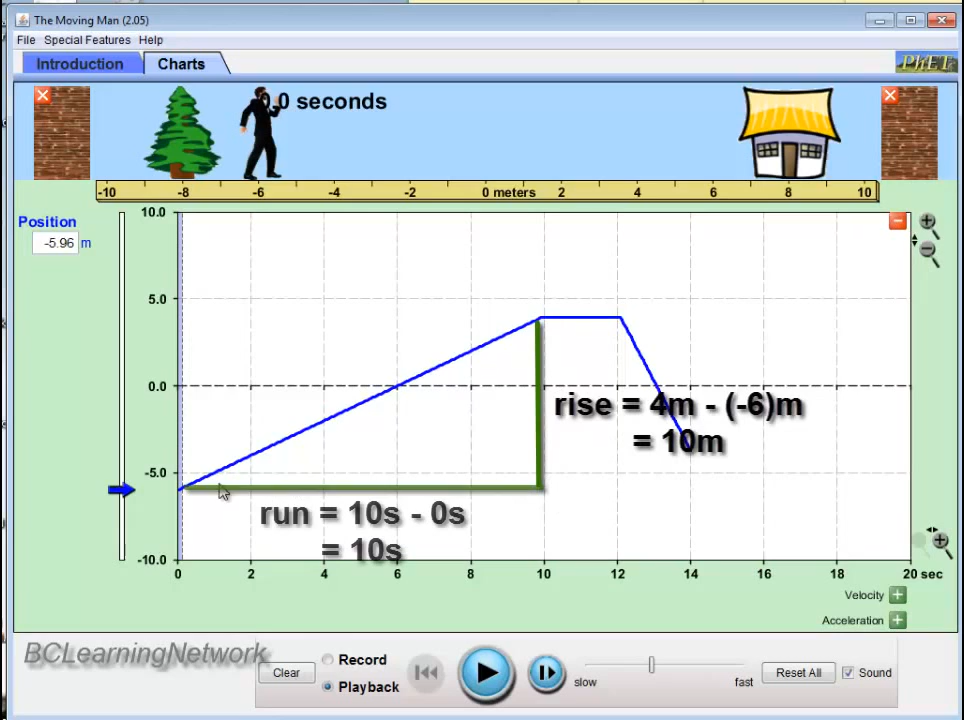 The Moving Man (2.05)
File Special Features Help
Introduction Charts PhET
0.0 seconds
-10 -8 -6 -4 -2 0 meters 2 4 6 8 10
Position
-5.96 m
10.0
5.0
0.0
-5.0
-10.0
rise = 4m - (-6)m
= 10m
run = 10s - 0s
= 10s
0 2 4 6 8 10 12 14 16 18 20 sec
Velocity
Acceleration
BCLearningNetwork
Clear
Record
Playback
slow
fast
Reset All
Sound